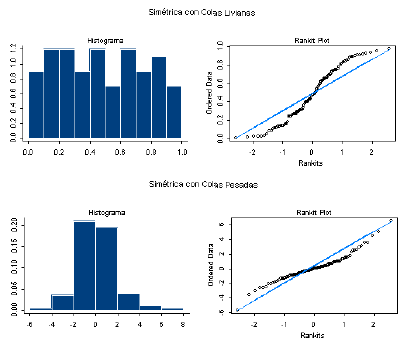 Simétrica con Colas Livianas
Histograma
0.0 0.2 0.4 0.6 0.8 1.0 1.2
0.0 0.2 0.4 0.6 0.8 1.0
Rankit Plot
Ordered Data
0.0 0.2 0.4 0.6 0.8 1.0
-2 -1 0 1 2
Rankits
Simétrica con Colas Pesadas
Histograma
0.00 0.05 0.10 0.15 0.20
-6 -4 -2 0 2 4 6 8
Rankit Plot
Ordered Data
-6 -4 -2 0 2 4 6
-2 -1 0 1 2
Rankits